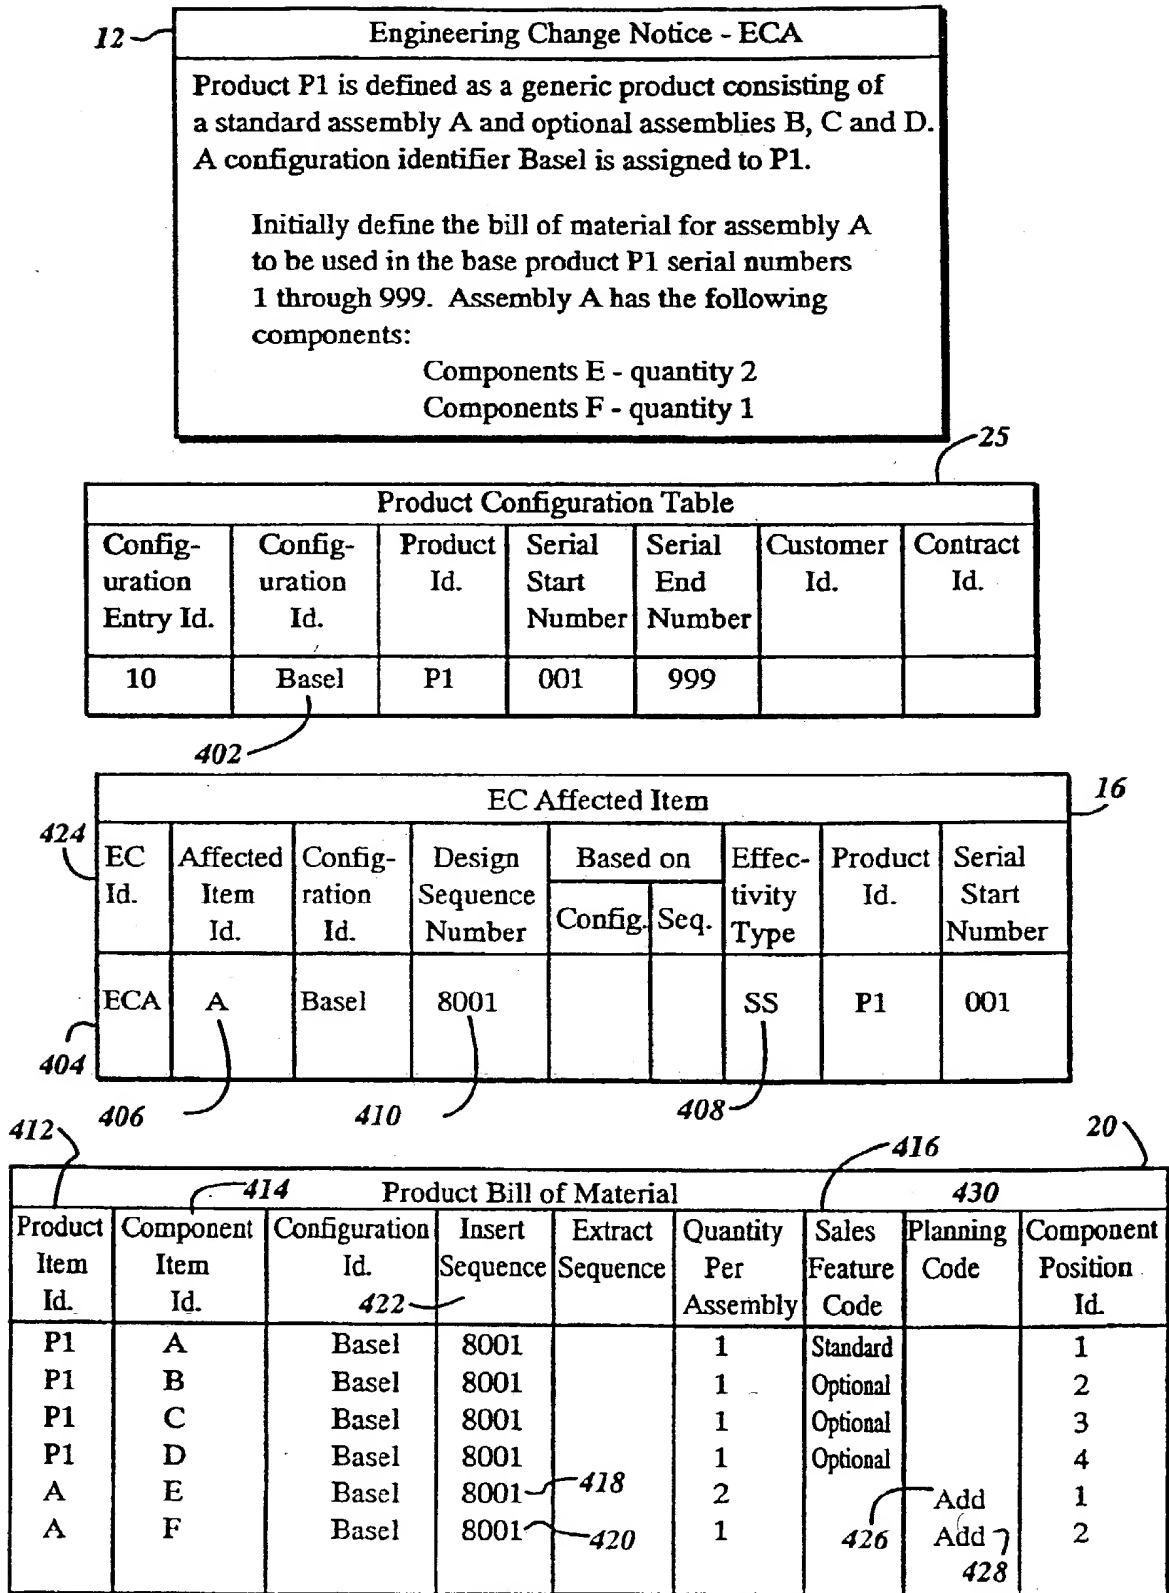 12
Engineering Change Notice - ECA
Product P1 is defined as a generic product consisting of
a standard assembly A and optional assemblies B, C and D.
A configuration identifier Basel is assigned to P1.
Initially define the bill of material for assembly A
to be used in the base product P1 serial numbers
1 through 999. Assembly A has the following
components:
Components E - quantity 2
Components F - quantity 1
25
Product Configuration Table
Config- Config- Product Serial Serial Customer Contract
uration uration Id. Start End Id. Id.
Entry Id. Id. Number Number
10 Basel P1 001 999
402
EC Affected Item 16
424
EC Affected Config- Design Based on Effec- Product Serial
Id. Item ration Sequence tivity Id. Start
Id. Id. Number Config. Seq. Type Number
ECA A Basel 8001 SS P1 001
404
406 410 408
412 416 20
414 Product Bill of Material 430
Product Component Configuration Insert Extract Quantity Sales Planning Component
Item Item Id. Sequence Sequence Per Feature Code Position
Id. Id. 422 Assembly Code Id.
P1 A Basel 8001 1 Standard 1
P1 B Basel 8001 1 Optional 2
P1 C Basel 8001 1 Optional 3
P1 D Basel 8001 1 Optional 4
A E Basel 8001 418 2 Add 1
A F Basel 8001 420 1 426 Add 2
428